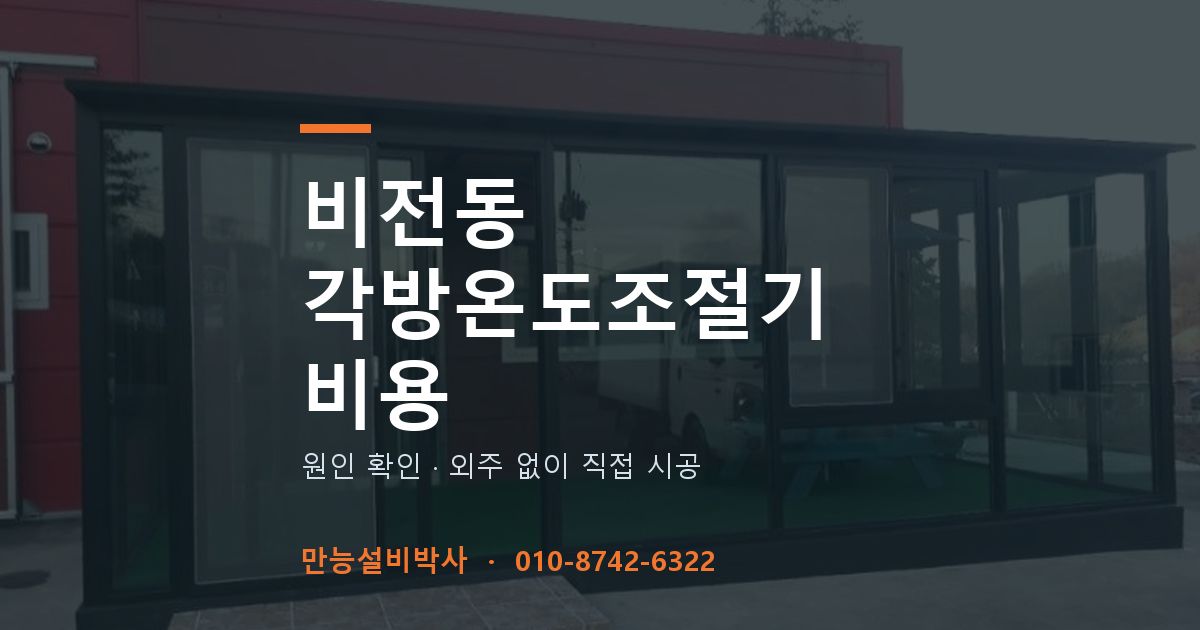 비전동
각방온도조절기
비용
원인 확인 · 외주 없이 직접 시공
만능설비박사 · 010-8742-6322